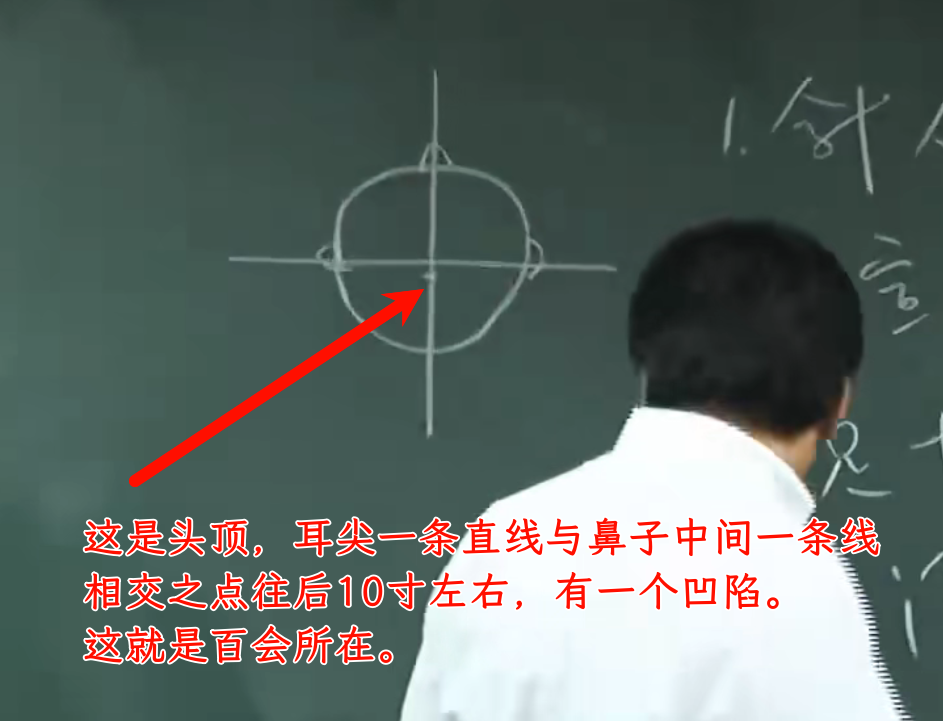 1. 针
意
足
这是头顶，耳尖一条直线与鼻子中间一条线
相交之点往后10寸左右，有一个凹陷。
这就是百会所在。